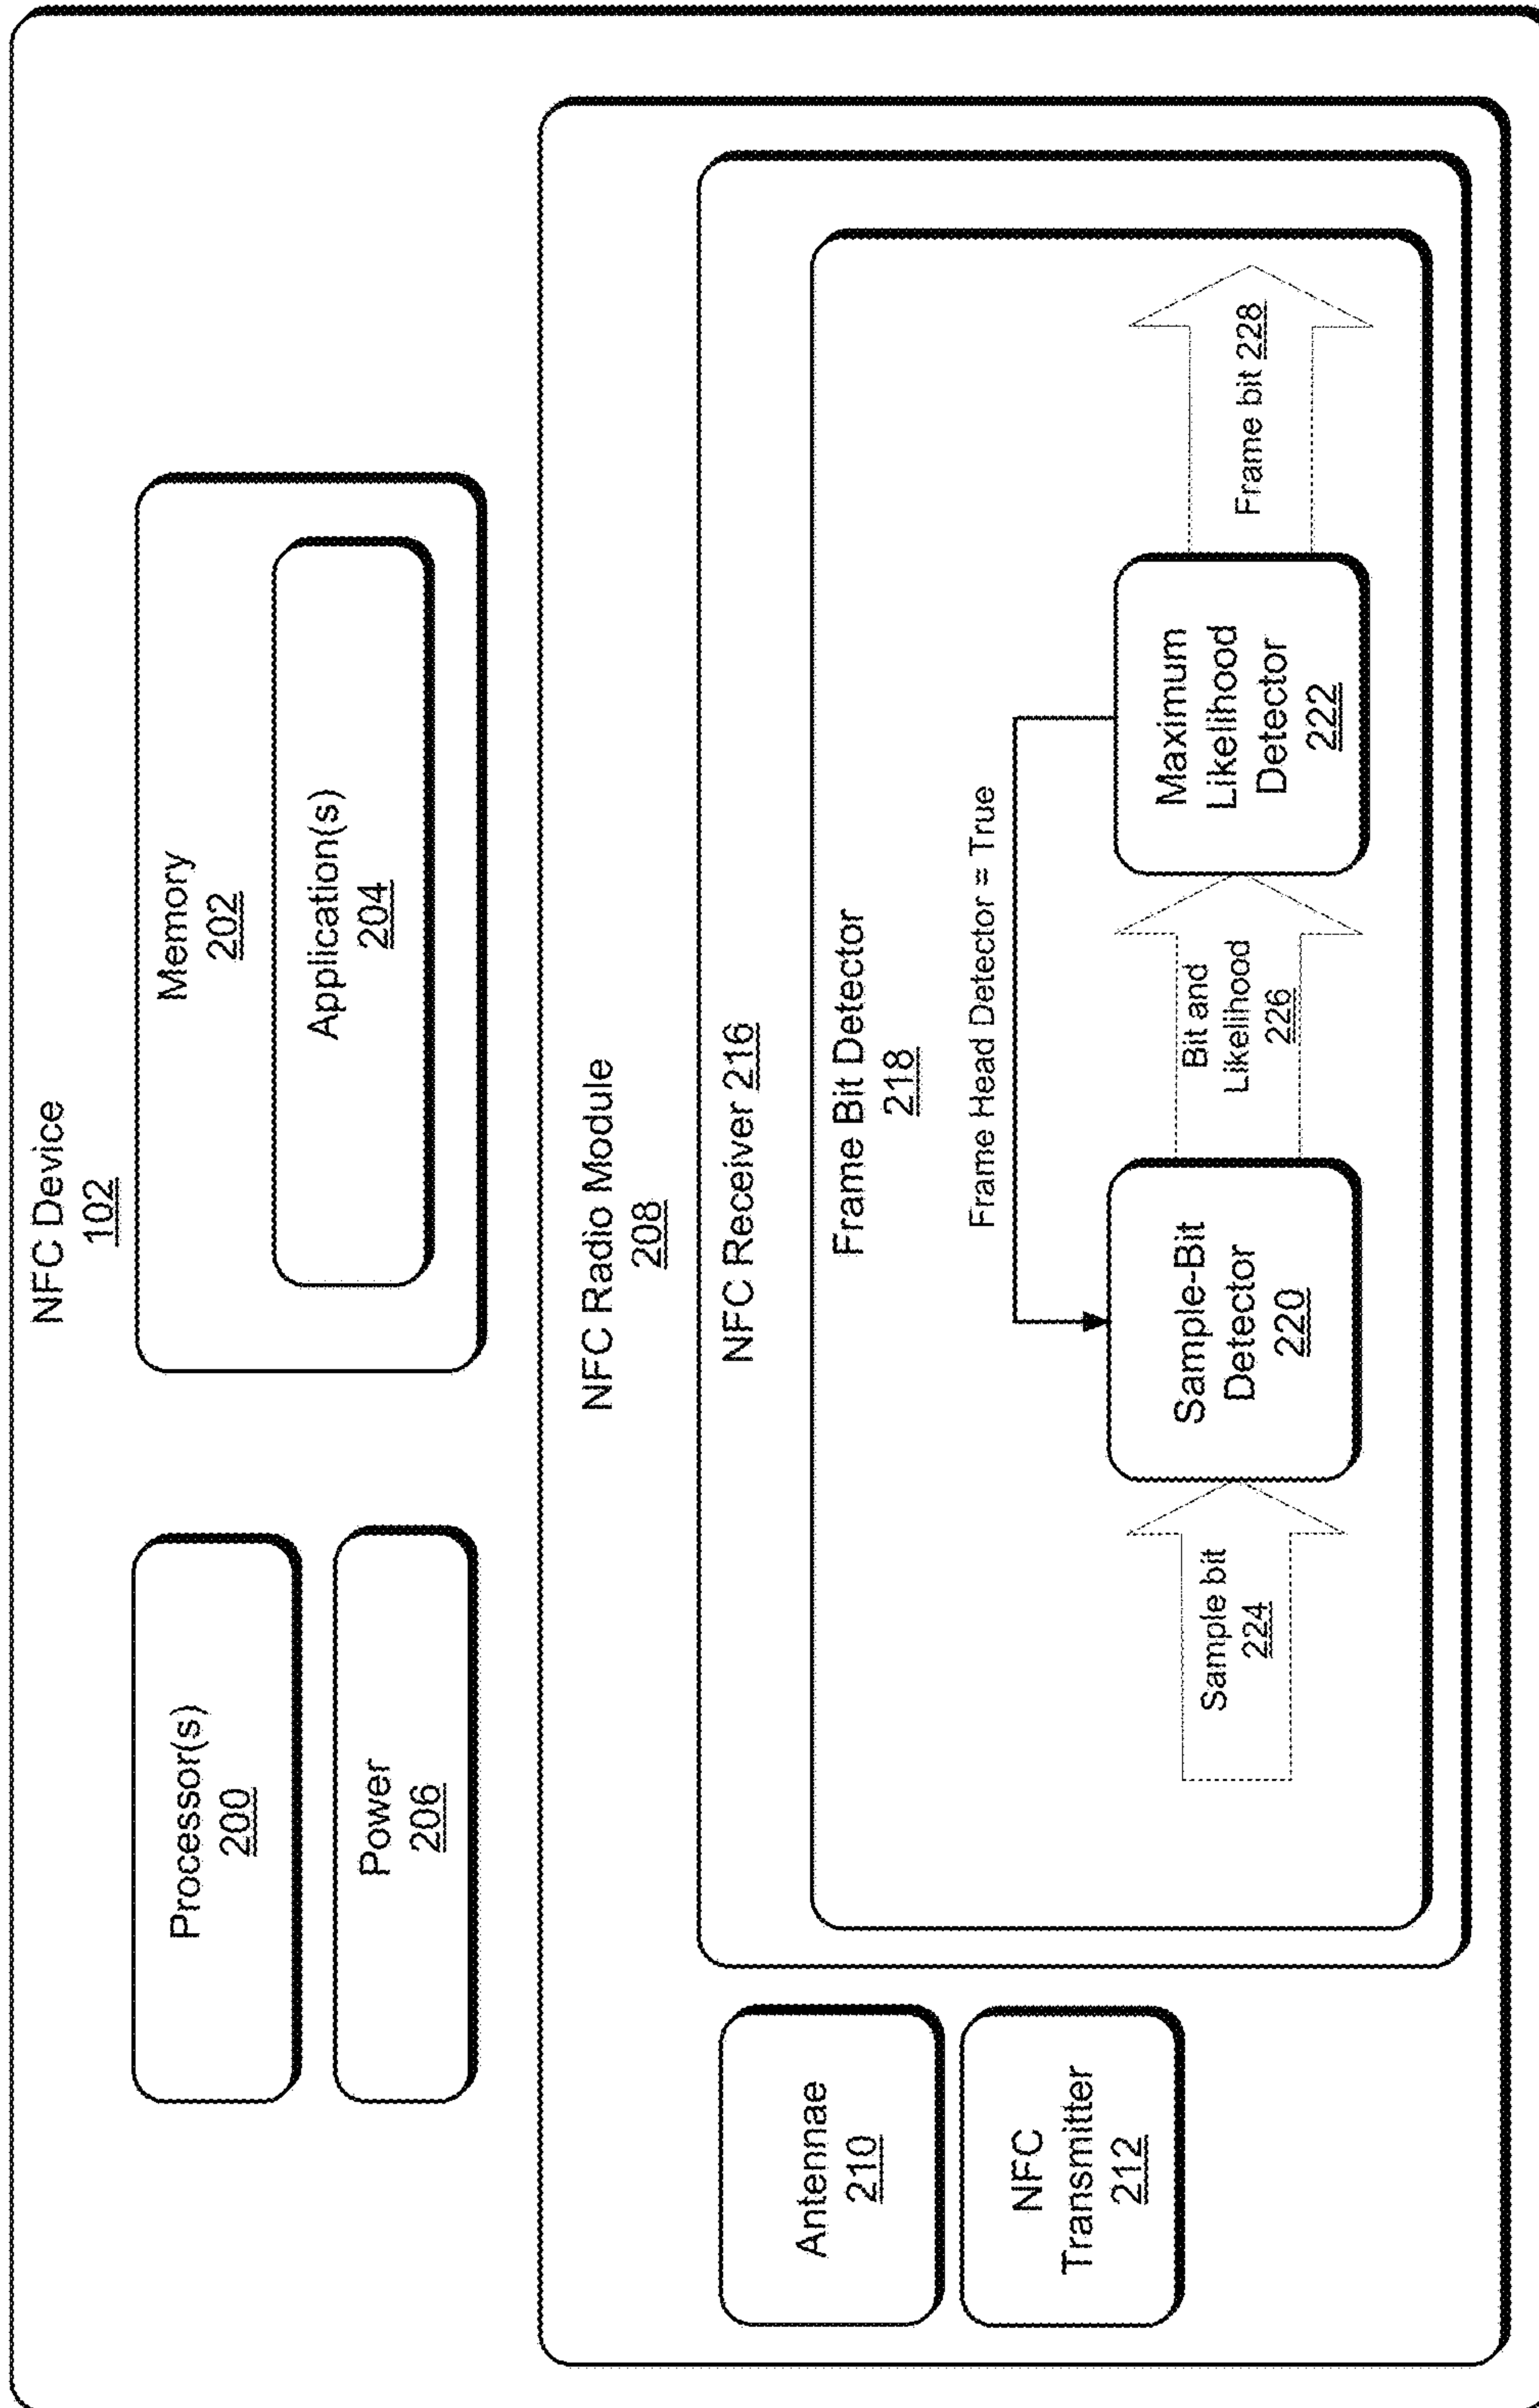 NFC Device
102
Processor(s)
200
Power
206
Memory
202
Application(s)
204
NFC Radio Module
208
Antennae
210
NFC
Transmitter
212
NFC Receiver 216
Frame Bit Detector
218
Frame Head Detector = True
Sample bit
224
Sample-Bit
Detector
220
Bit and
Likelihood
226
Maximum
Likelihood
Detector
222
Frame bit 228